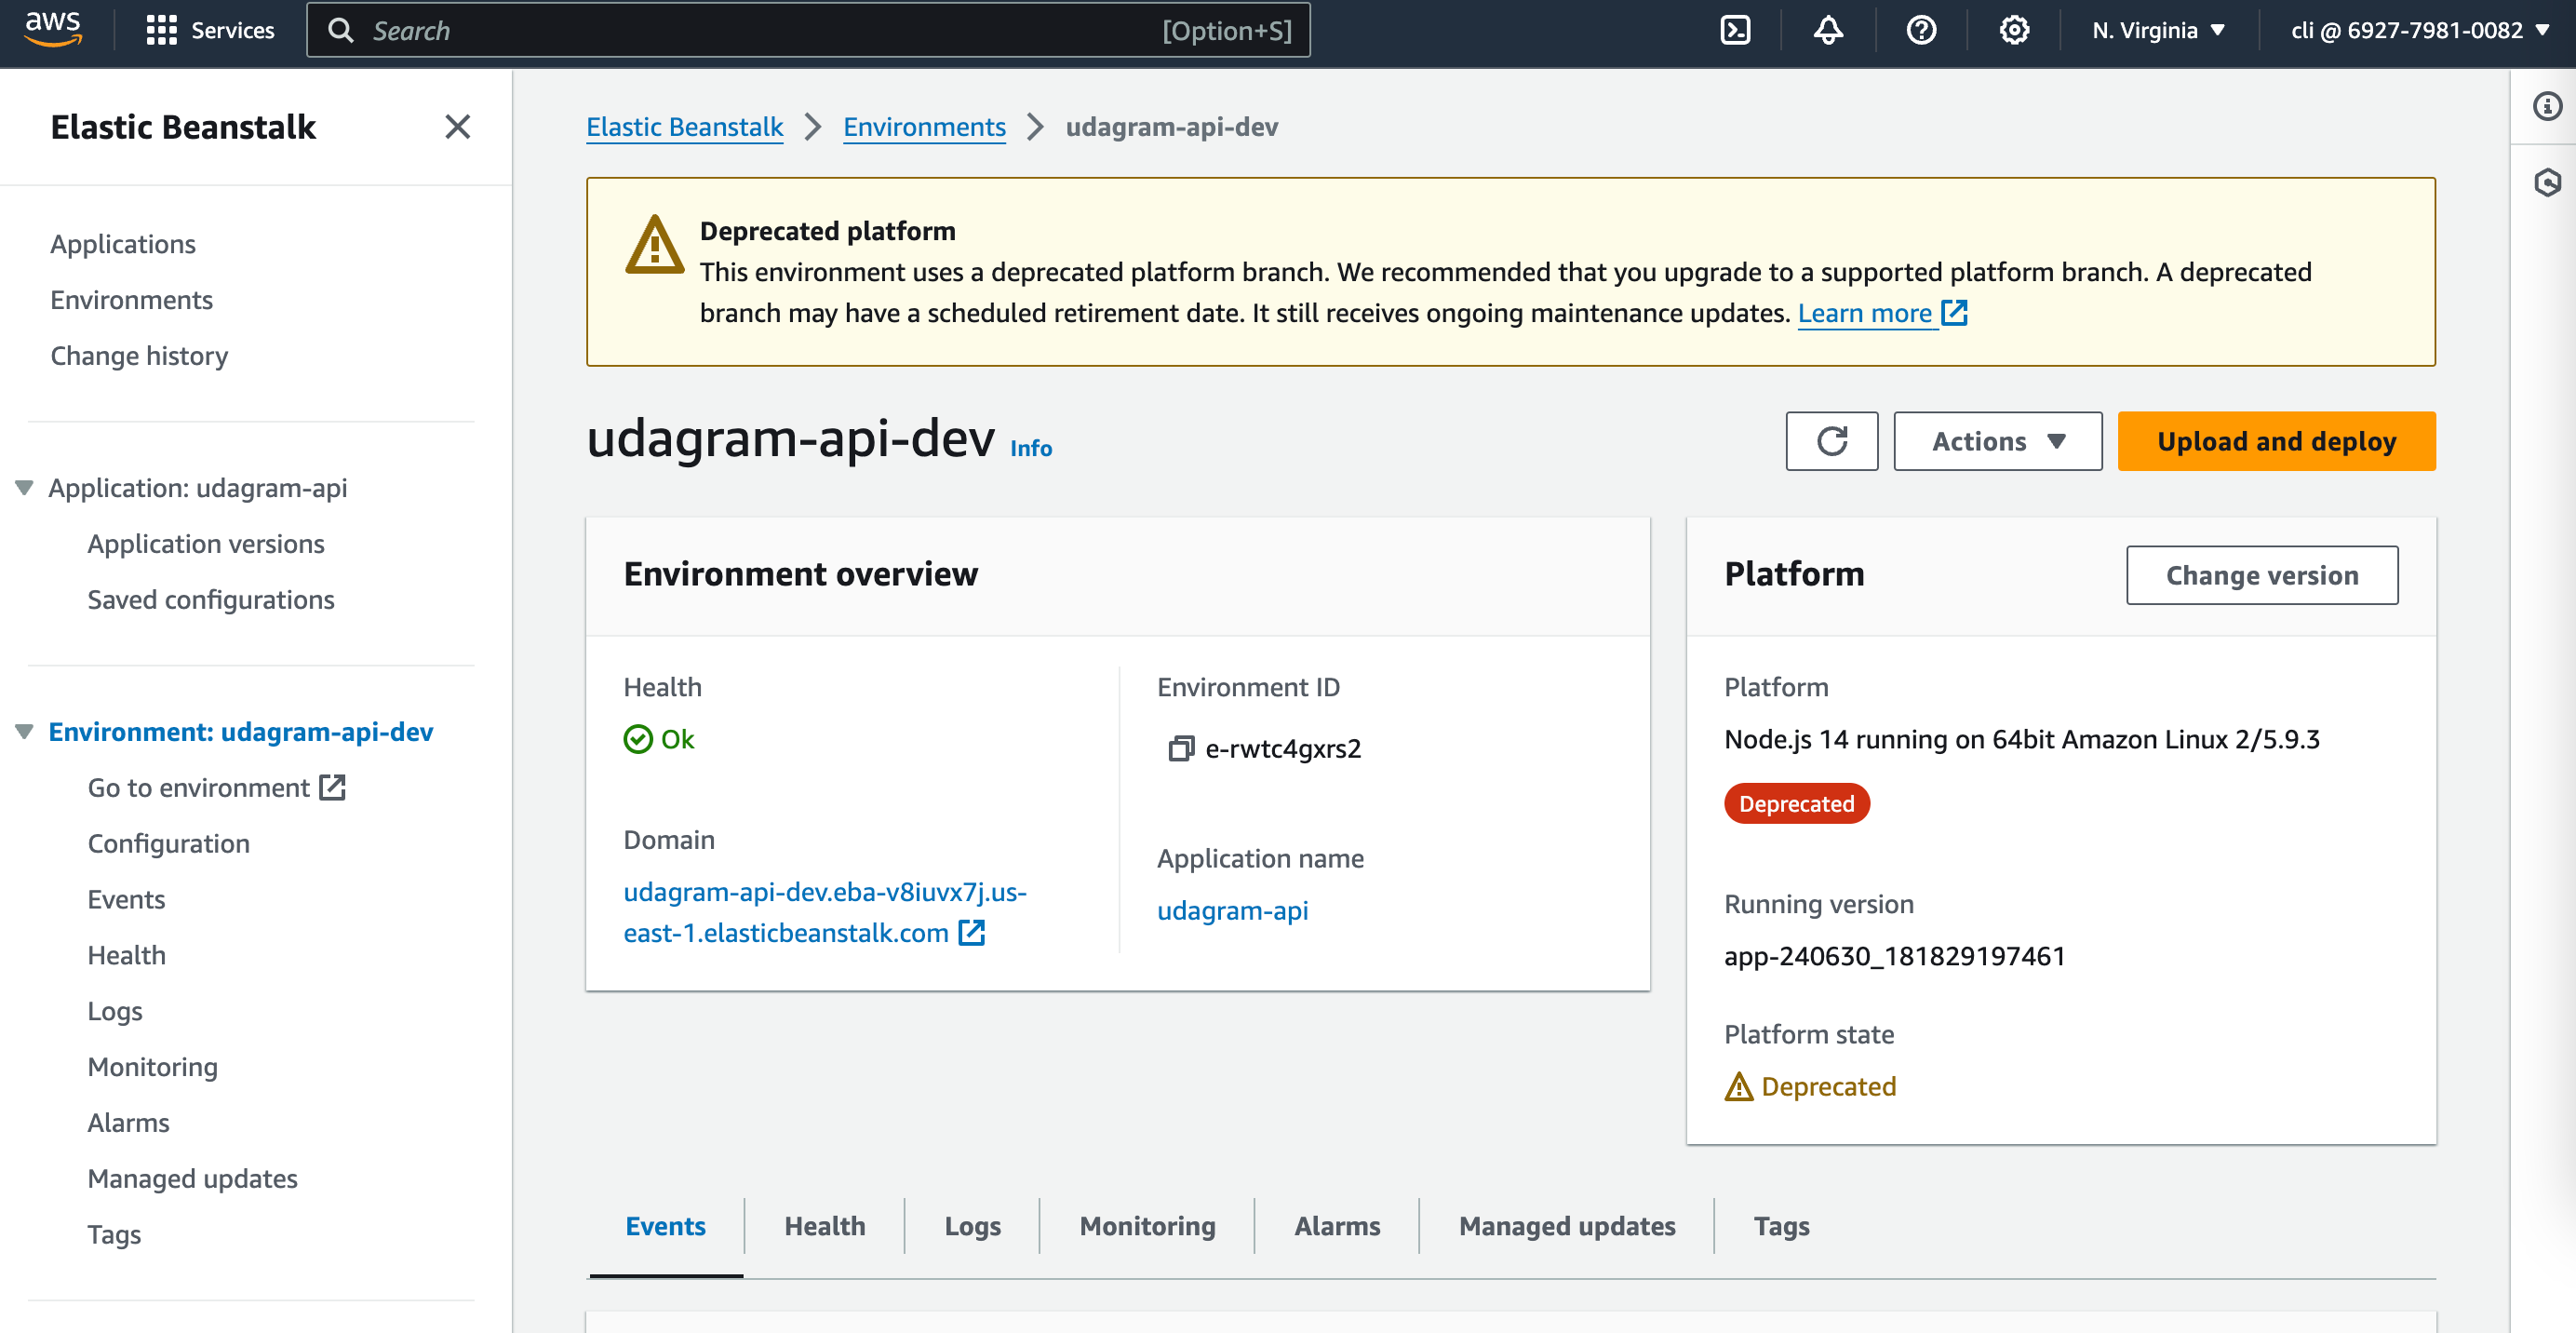 aws
Services
Search
[Option+S]
N. Virginia
cli @ 6927-7981-0082
Elastic Beanstalk
Applications
Environments
Change history
Application: udagram-api
Application versions
Saved configurations
Environment: udagram-api-dev
Go to environment
Configuration
Events
Health
Logs
Monitoring
Alarms
Managed updates
Tags
Elastic Beanstalk
Environments
udagram-api-dev
Deprecated platform
This environment uses a deprecated platform branch. We recommended that you upgrade to a supported platform branch. A deprecated
branch may have a scheduled retirement date. It still receives ongoing maintenance updates. Learn more
udagram-api-dev Info
Actions
Upload and deploy
Environment overview
Health
Ok
Domain
udagram-api-dev.eba-v8iuvx7j.us-
east-1.elasticbeanstalk.com
Environment ID
e-rwtc4gxrs2
Application name
udagram-api
Platform
Change version
Platform
Node.js 14 running on 64bit Amazon Linux 2/5.9.3
Deprecated
Running version
app-240630_181829197461
Platform state
Deprecated
Events
Health
Logs
Monitoring
Alarms
Managed updates
Tags